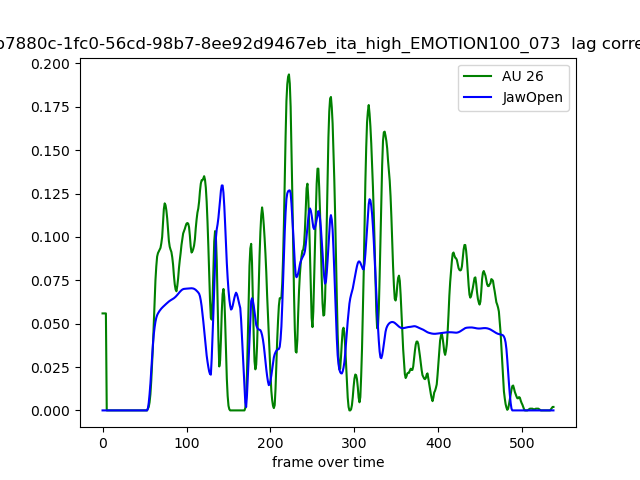 b7880c-1fc0-56cd-98b7-8ee92d9467eb_ita_high_EMOTION100_073 lag corre
0.200
0.175
0.150
0.125
0.100
0.075
0.050
0.025
0.000
AU 26
JawOpen
0 100 200 300 400 500
frame over time